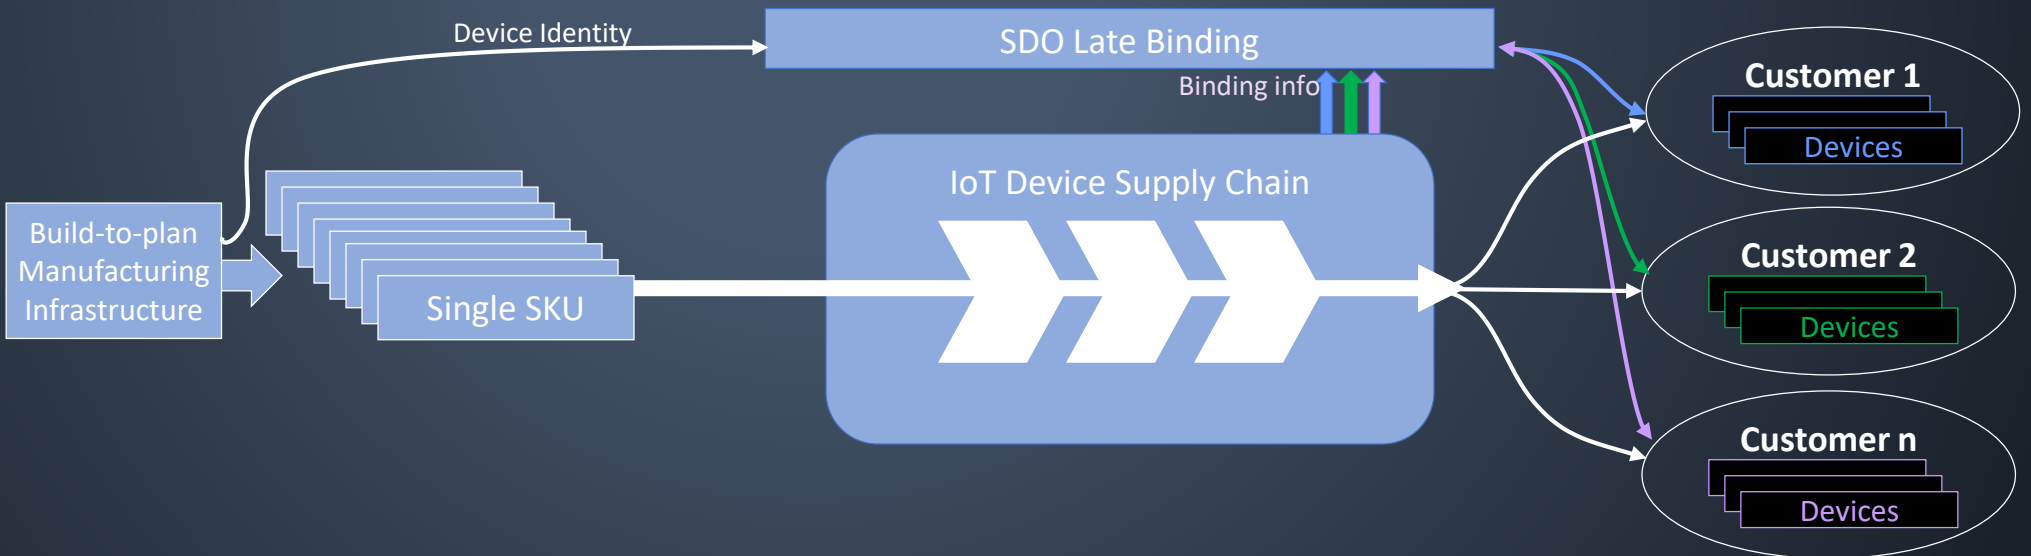 Device Identity
SDO Late Binding
Binding info
Customer 1
Devices
IoT Device Supply Chain
Build-to-plan
Manufacturing
Infrastructure
Single SKU
Customer 2
Devices
Customer n
Devices